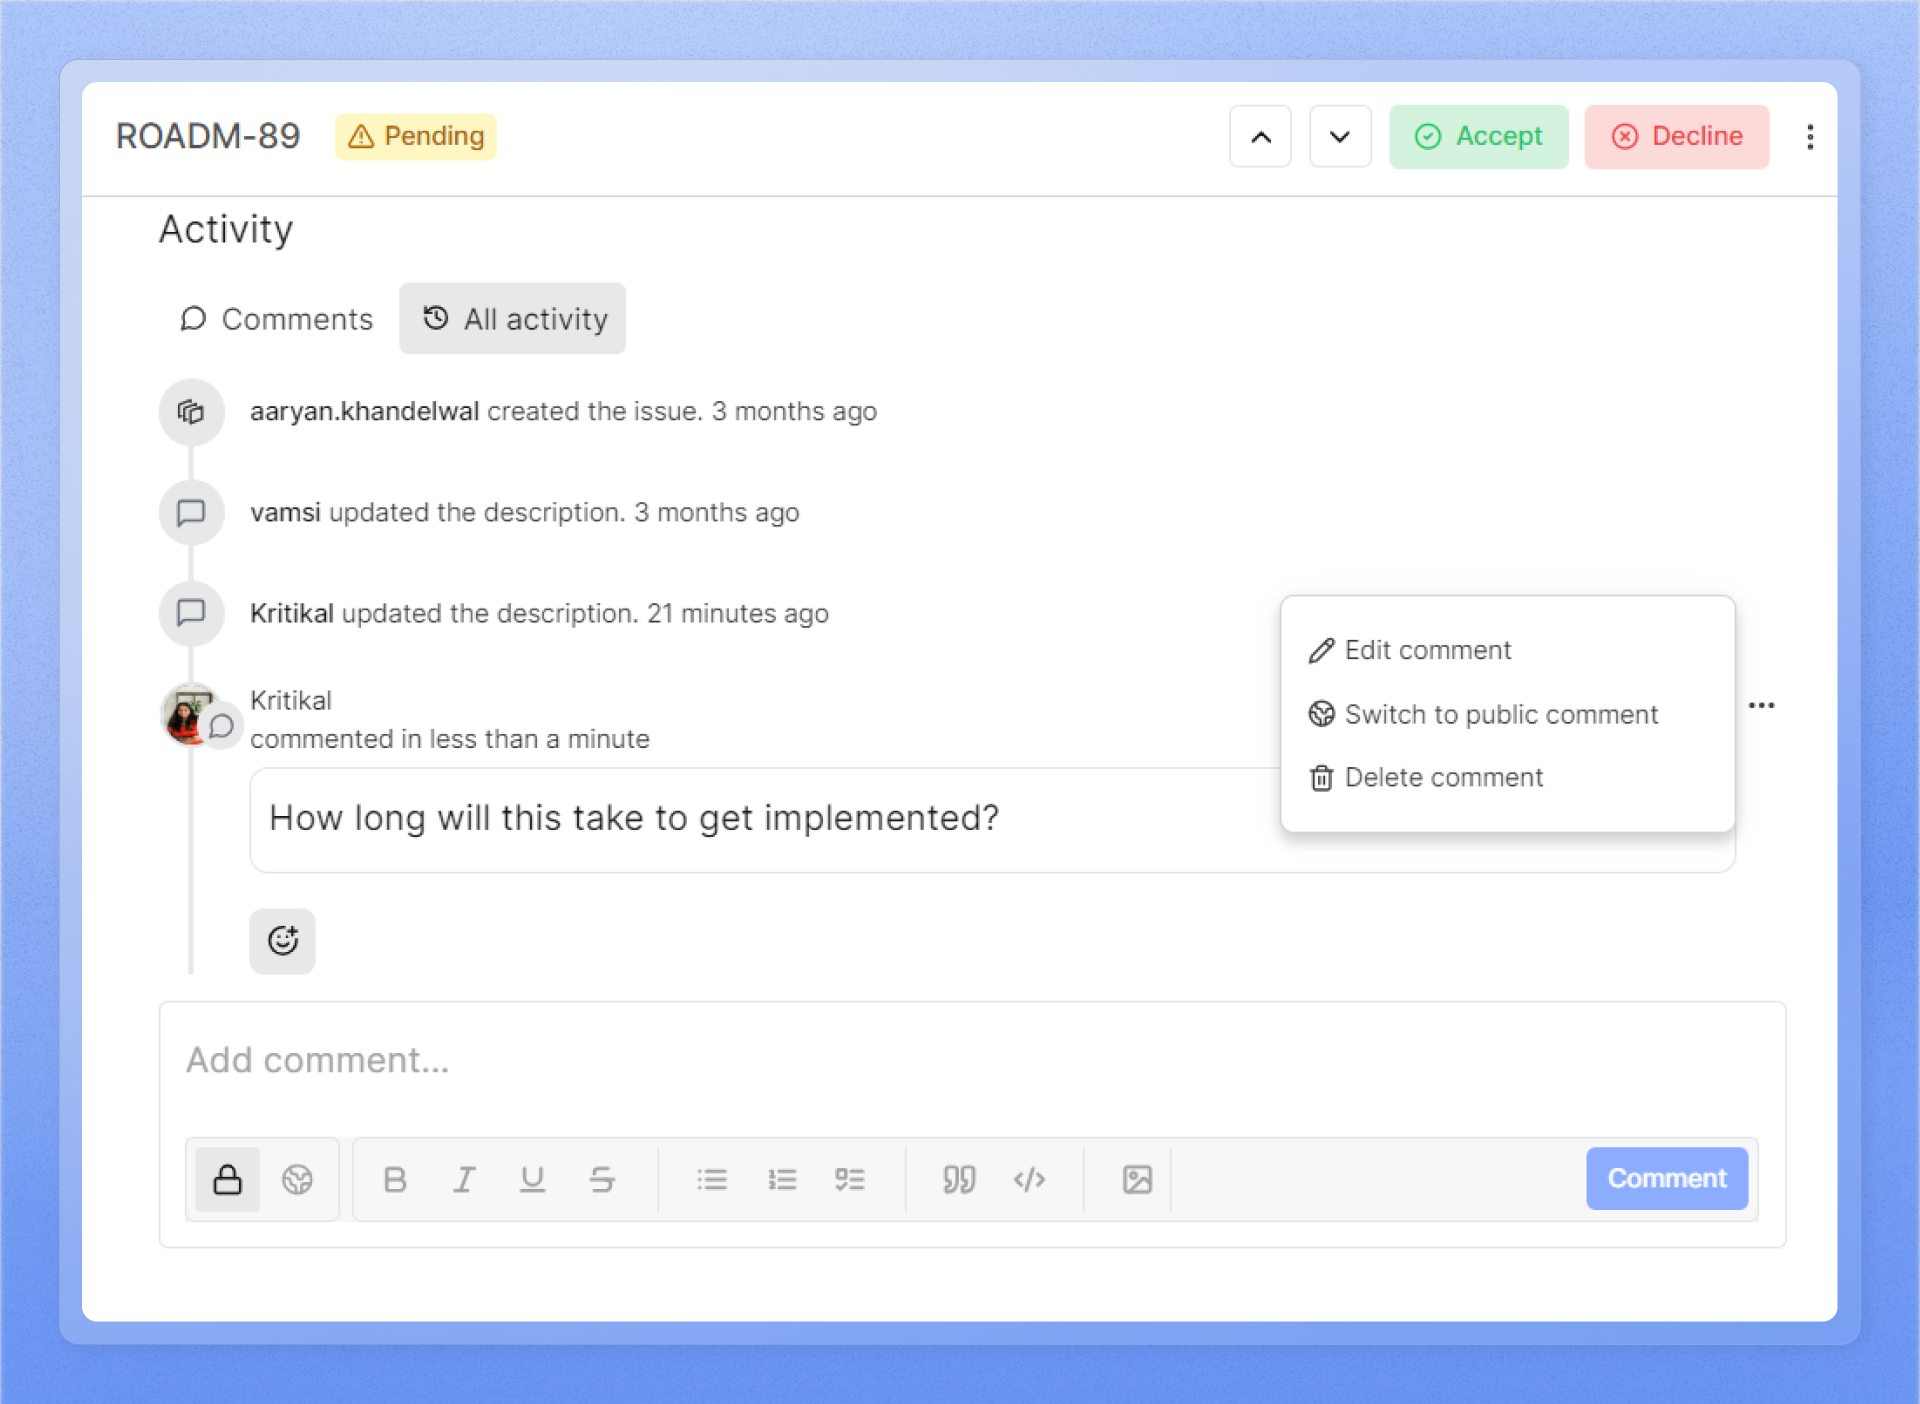 ROADM-89
Pending
Accept
Decline
Activity
Comments
All activity
aaryan.khandelwal created the issue. 3 months ago
vamsi updated the description. 3 months ago
Kritikal updated the description. 21 minutes ago
Kritikal
commented in less than a minute
How long will this take to get implemented?
Edit comment
Switch to public comment
Delete comment
Add comment...
Comment